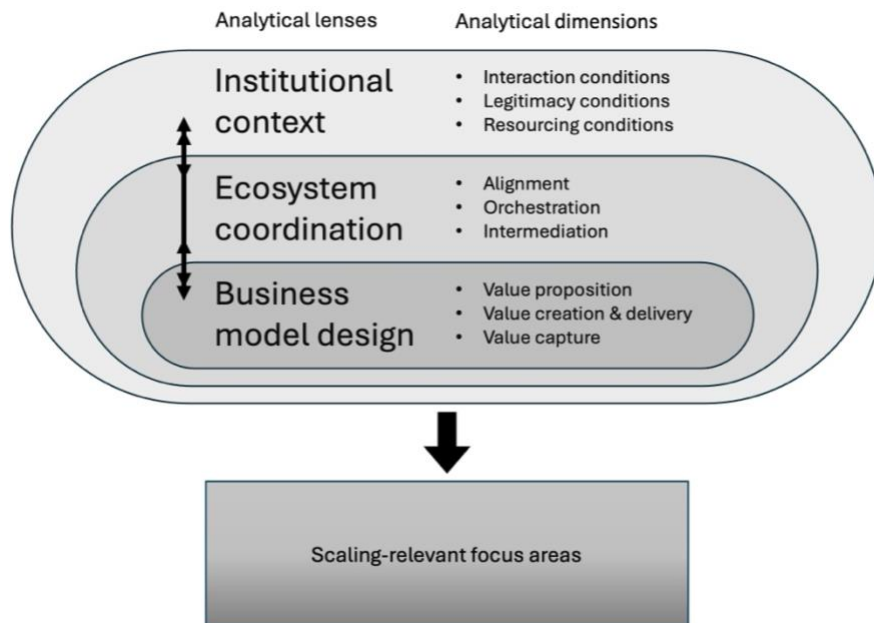 Analytical lenses
Analytical dimensions
Institutional
context
• Interaction conditions
• Legitimacy conditions
• Resourcing conditions
Ecosystem
coordination
• Alignment
• Orchestration
• Intermediation
Business
model design
• Value proposition
• Value creation & delivery
• Value capture
Scaling-relevant focus areas